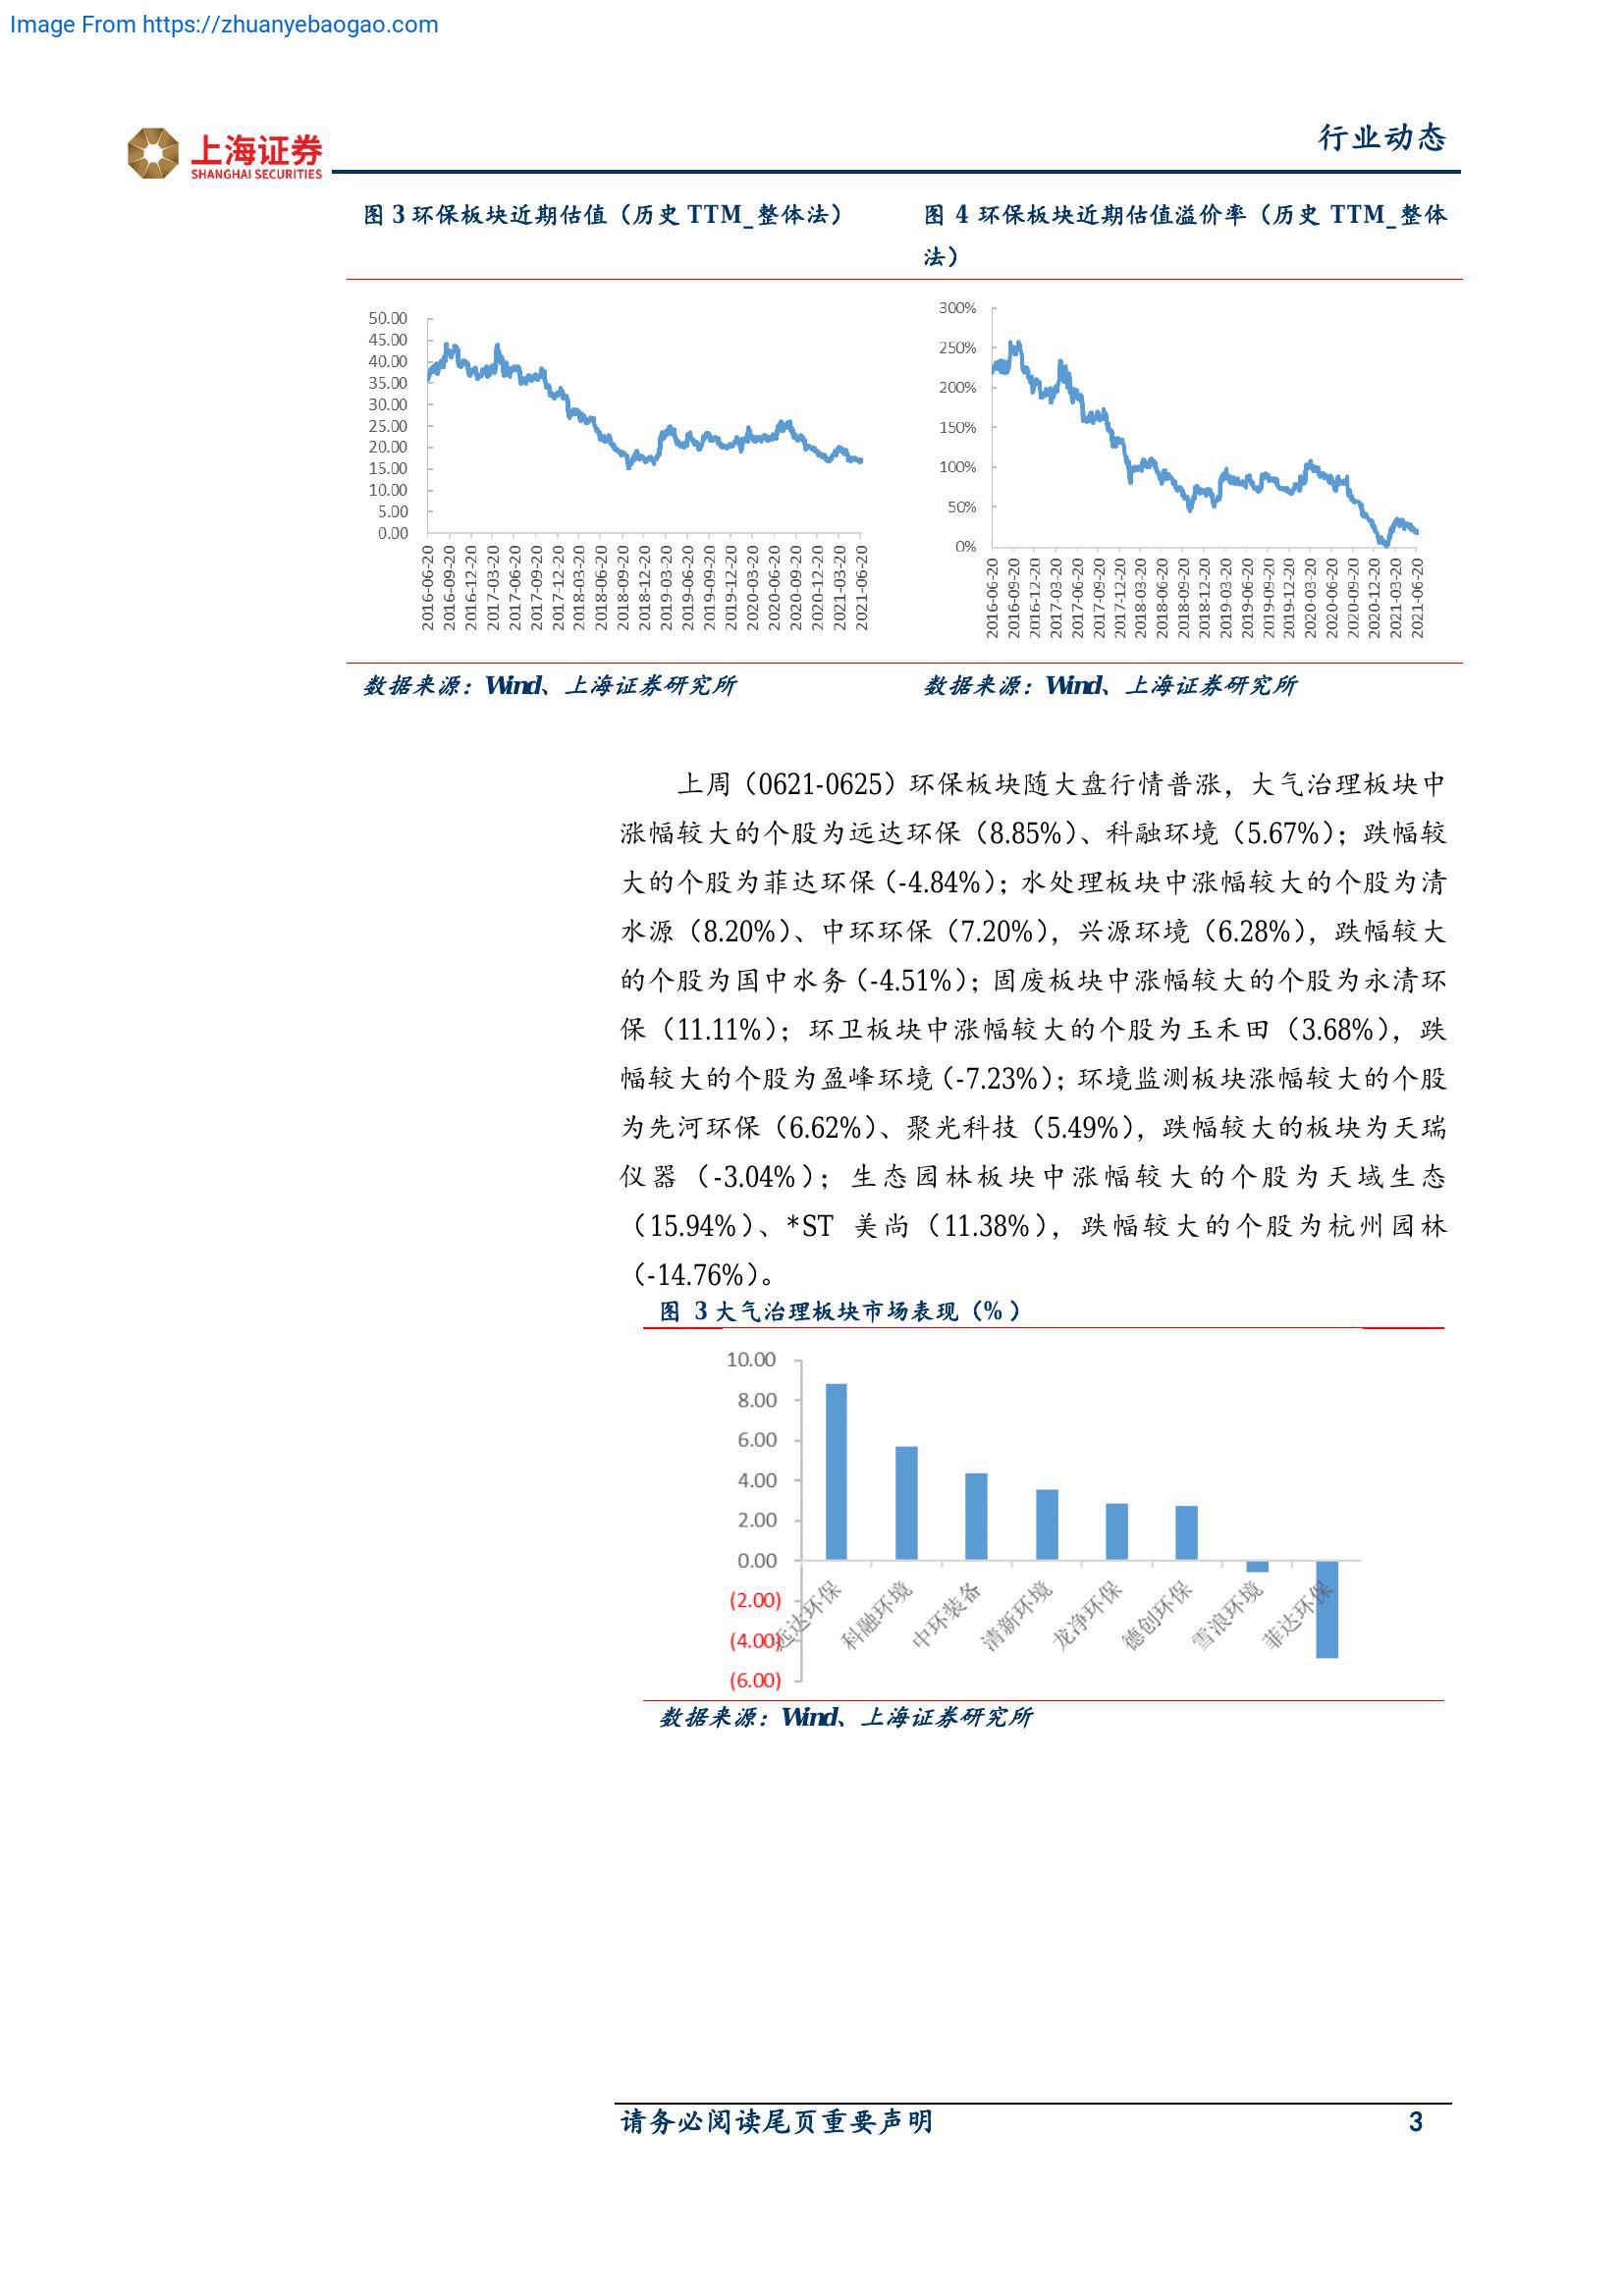 Image From https://zhuanyebaogao.com
上海证券
SHANGHAI SECURITIES
行业动态
图 3 环保板块近期估值（历史 TTM_整体法）
图 4 环保板块近期估值溢价率（历史 TTM_整体
法）
50.00
45.00
40.00
35.00
30.00
25.00
20.00
15.00
10.00
5.00
0.00
2016-06-20
2016-09-20
2016-12-20
2017-03-20
2017-06-20
2017-09-20
2017-12-20
2018-03-20
2018-06-20
2018-09-20
2018-12-20
2019-03-20
2019-06-20
2019-09-20
2019-12-20
2020-03-20
2020-06-20
2020-09-20
2020-12-20
2021-03-20
2021-06-20
300%
250%
200%
150%
100%
50%
0%
2016-06-20
2016-09-20
2016-12-20
2017-03-20
2017-06-20
2017-09-20
2017-12-20
2018-03-20
2018-06-20
2018-09-20
2018-12-20
2019-03-20
2019-06-20
2019-09-20
2019-12-20
2020-03-20
2020-06-20
2020-09-20
2020-12-20
2021-03-20
2021-06-20
数据来源：Wind、上海证券研究所
数据来源：Wind、上海证券研究所
上周（0621-0625）环保板块随大盘行情普涨，大气治理板块中
涨幅较大的个股为远达环保（8.85%）、科融环境（5.67%）；跌幅较
大的个股为菲达环保（-4.84%）；水处理板块中涨幅较大的个股为清
水源（8.20%）、中环环保（7.20%），兴源环境（6.28%），跌幅较大
的个股为国中水务（-4.51%）；固废板块中涨幅较大的个股为永清环
保（11.11%）；环卫板块中涨幅较大的个股为玉禾田（3.68%），跌
幅较大的个股为盈峰环境（-7.23%）；环境监测板块涨幅较大的个股
为先河环保（6.62%）、聚光科技（5.49%），跌幅较大的板块为天瑞
仪器（-3.04%）；生态园林板块中涨幅较大的个股为天域生态
（15.94%）、*ST 美尚（11.38%），跌幅较大的个股为杭州园林
（-14.76%）。
图 3 大气治理板块市场表现（%）
10.00
8.00
6.00
4.00
2.00
0.00
(2.00)
(4.00)
(6.00)
远达环保
科融环境
中环装备
清新环境
龙净环保
德创环保
雪浪环境
菲达环保
数据来源：Wind、上海证券研究所
请务必阅读尾页重要声明
3